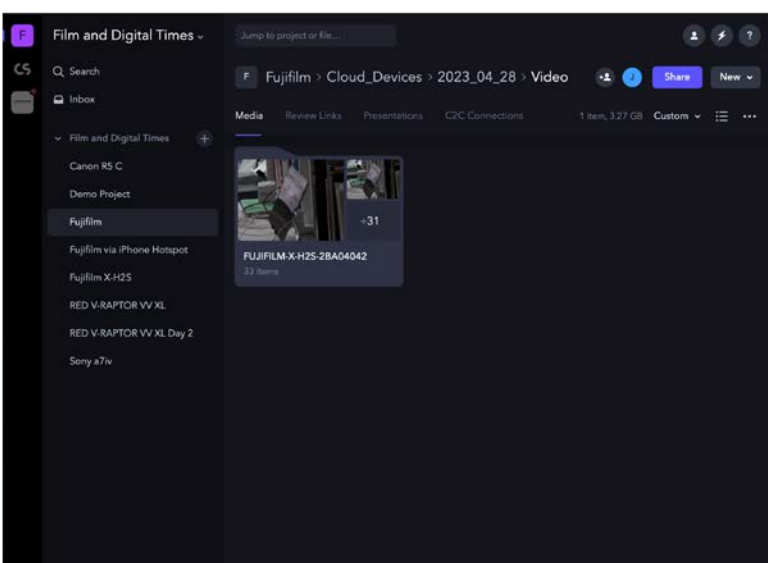 F
Film and Digital Times
Jump to project or file...
?
CS
Search
F
Fujifilm > Cloud_Devices > 2023_04_28 > Video
J
Share
New
Inbox
Media
Review Links
Presentations
C2C Connections
1 item, 3.27 GB
Custom
Film and Digital Times
+
Canon R5 C
Demo Project
Fujifilm
Fujifilm via iPhone Hotspot
Fujifilm X-H2S
RED V-RAPTOR VV XL
RED V-RAPTOR VV XL Day 2
Sony a7iv
+31
FUJIFILM-X-H2S-2BA04042
33 items